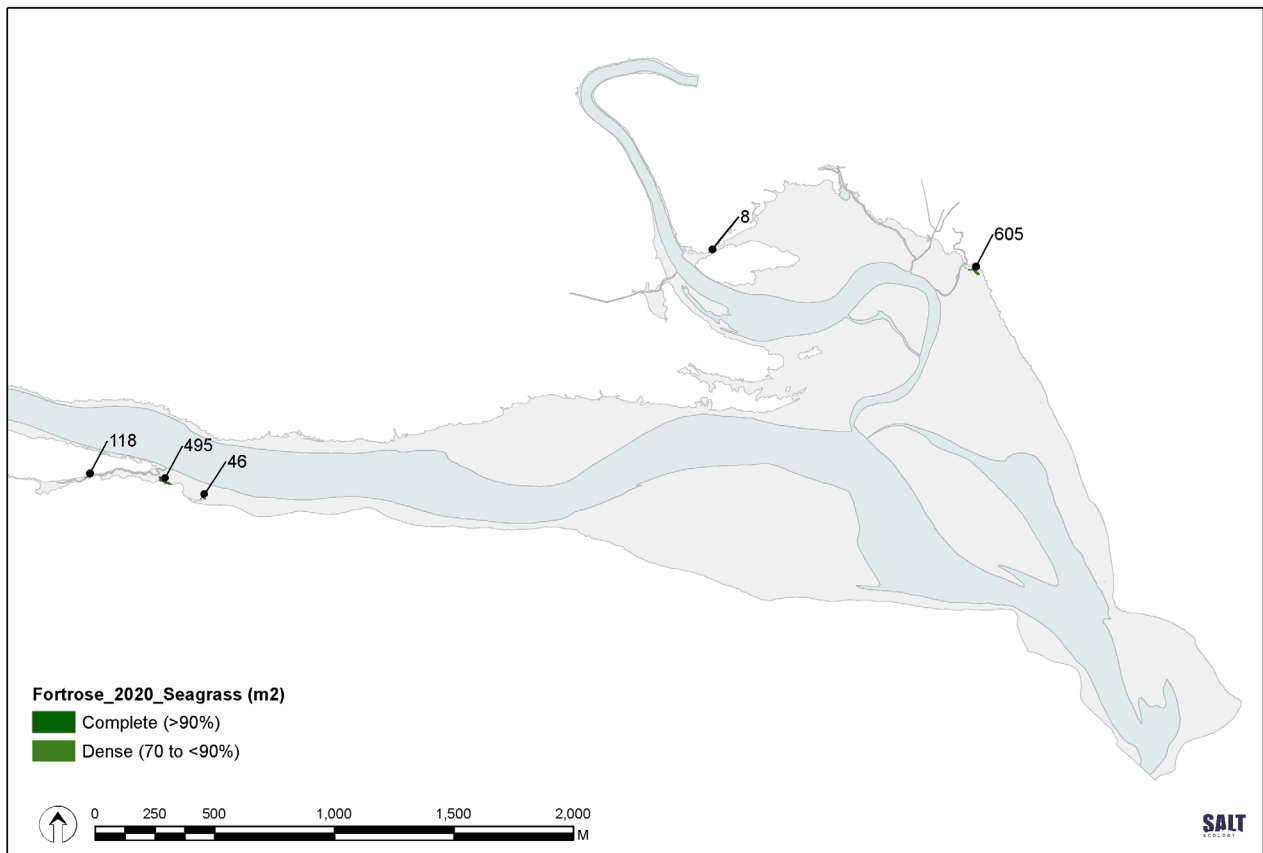 8
605
118
495
46
Fortrose_2020_Seagrass (m2)
Complete (>90%)
Dense (70 to <90%)
0 250 500 1,000 1,500 2,000
M
SALT
ECOLOGY